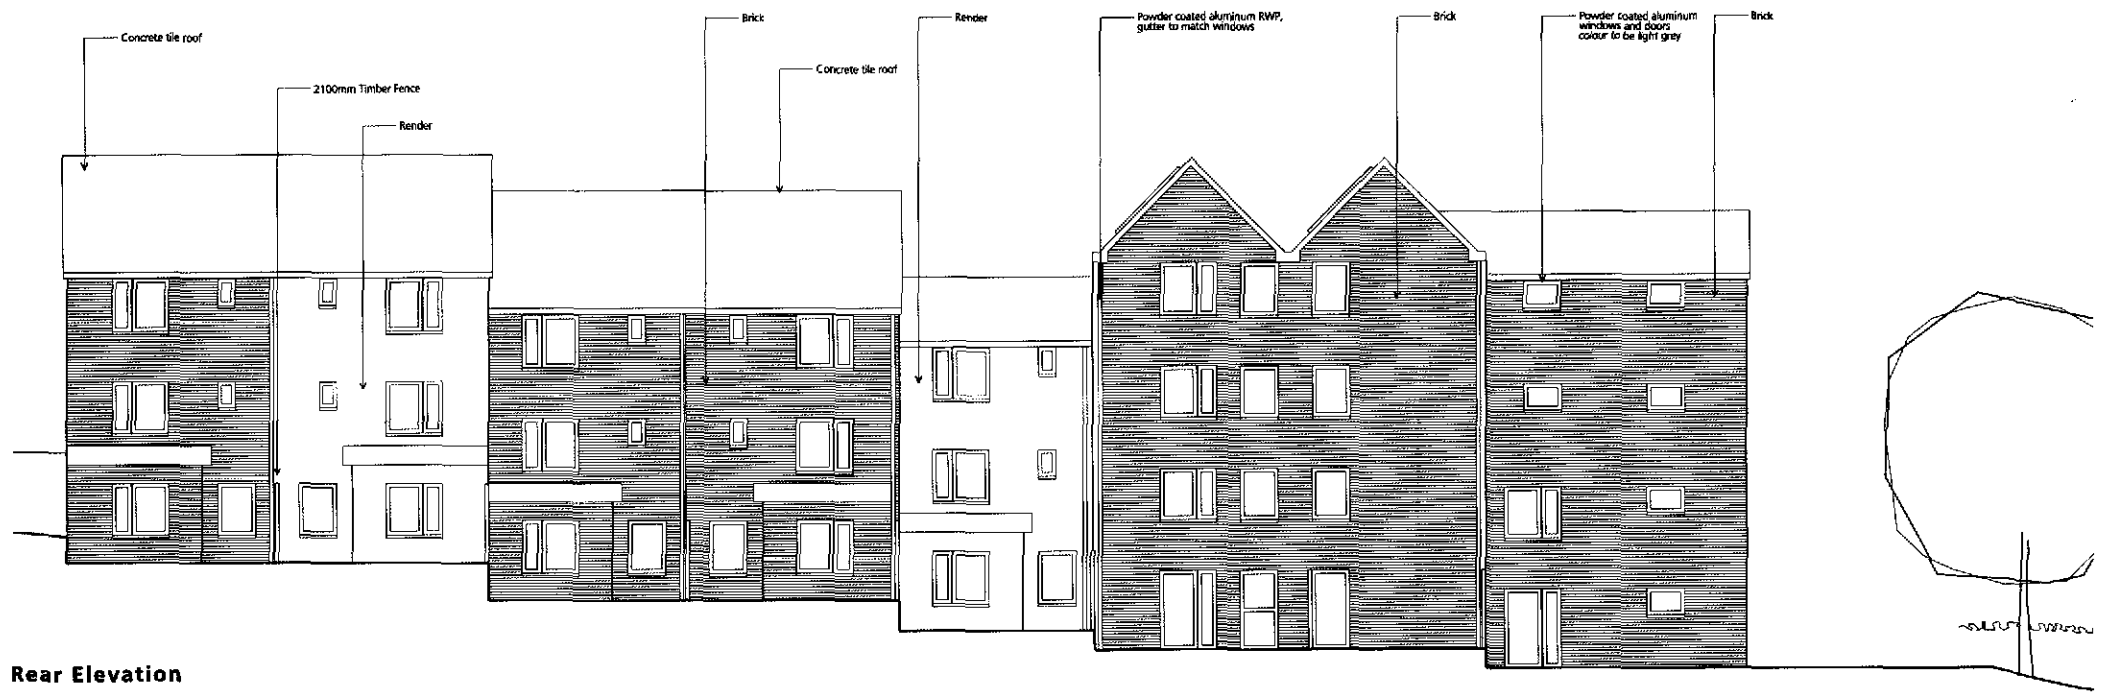 Concrete tile roof
2100mm Timber Fence
Render
Brick
Concrete tile roof
Render
Powder coated aluminum RWP,
gutter to match windows
Brick
Powder coated aluminum
windows and doors
colour to be light grey
Brick
Rear Elevation